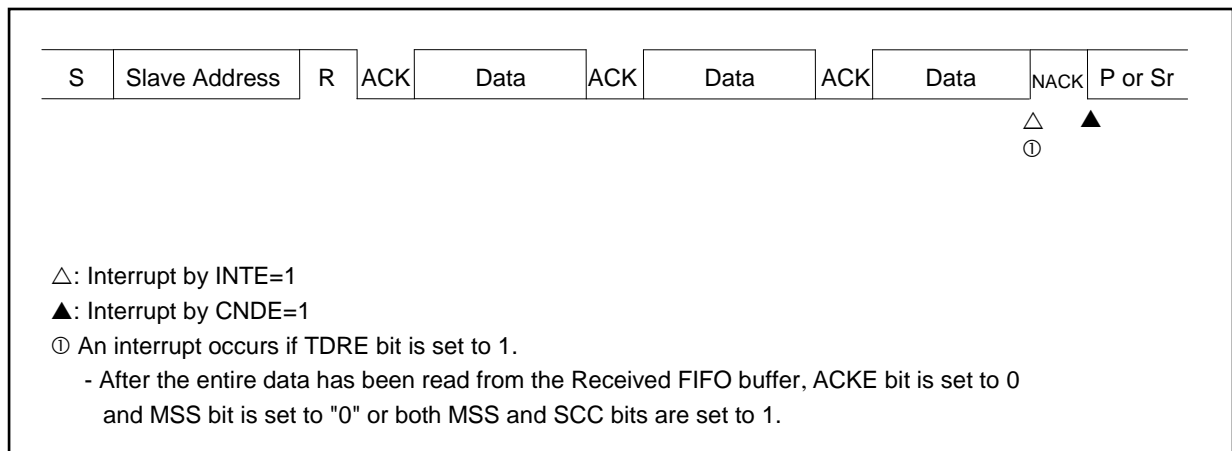 S Slave Address R ACK Data ACK Data ACK Data NACK P or Sr
△ ▲
①
△: Interrupt by INTE=1
▲: Interrupt by CNDE=1
① An interrupt occurs if TDRE bit is set to 1.
- After the entire data has been read from the Received FIFO buffer, ACKE bit is set to 0
and MSS bit is set to "0" or both MSS and SCC bits are set to 1.